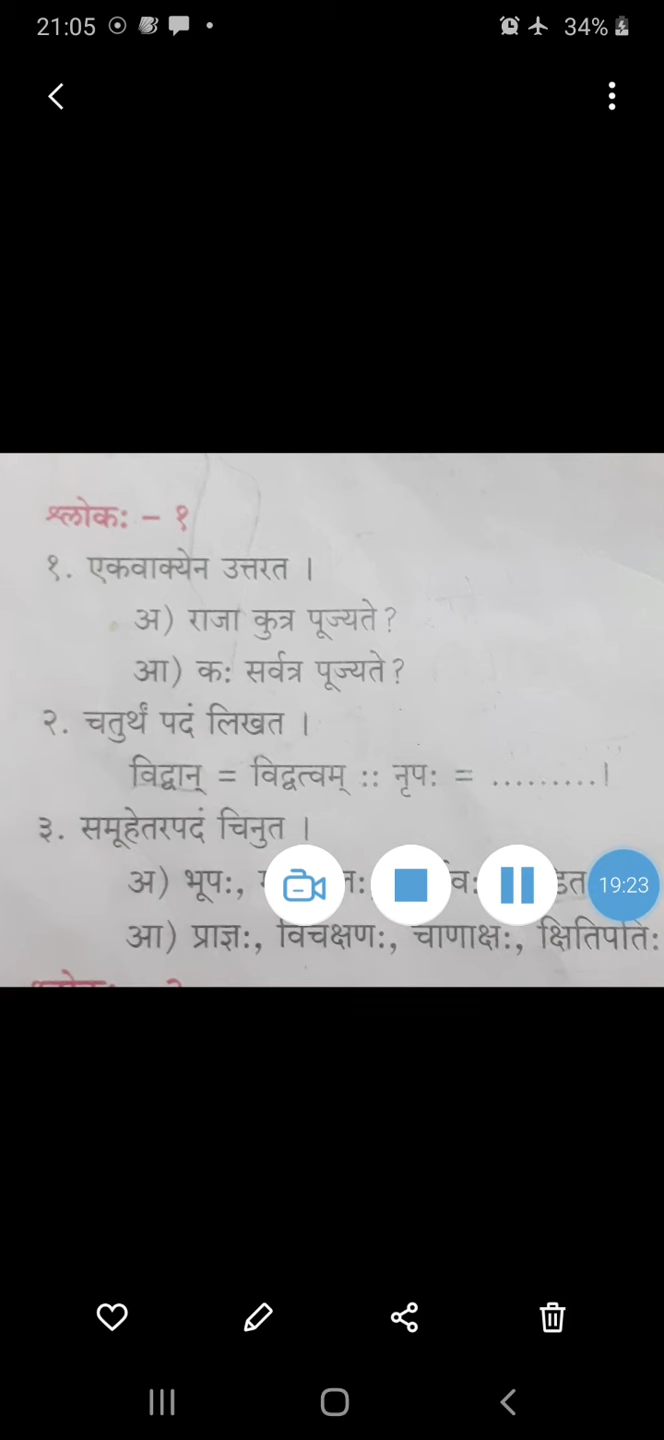 21:05
34%
श्लोक: – १
१. एकवाक्येन उत्तरत ।
अ) राजा कुत्र पूज्यते?
आ) क: सर्वत्र पूज्यते?
२. चतुर्थं पदं लिखत ।
विद्वान् = विद्वत्वम् :: नृप: = .........।
३. समूहेतरपदं चिनुत ।
अ) भूप:,
19:23
आ) प्राज्ञ:, विचक्षण:, चाणाक्ष:, क्षितिपति: